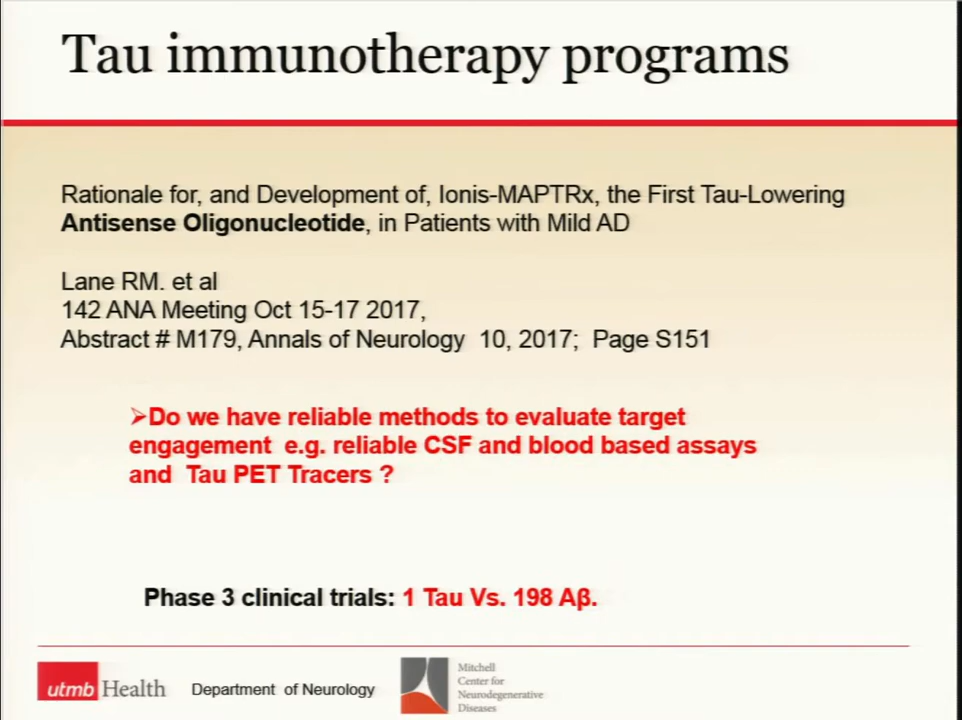 Tau immunotherapy programs
Rationale for, and Development of, Ionis-MAPTRx, the First Tau-Lowering
Antisense Oligonucleotide, in Patients with Mild AD
Lane RM. et al
142 ANA Meeting Oct 15-17 2017,
Abstract # M179, Annals of Neurology 10, 2017; Page S151
➢Do we have reliable methods to evaluate target
engagement e.g. reliable CSF and blood based assays
and Tau PET Tracers ?
Phase 3 clinical trials: 1 Tau Vs. 198 Aβ.
utmb Health
Department of Neurology
Mitchell
Center for
Neurodegenerative
Diseases